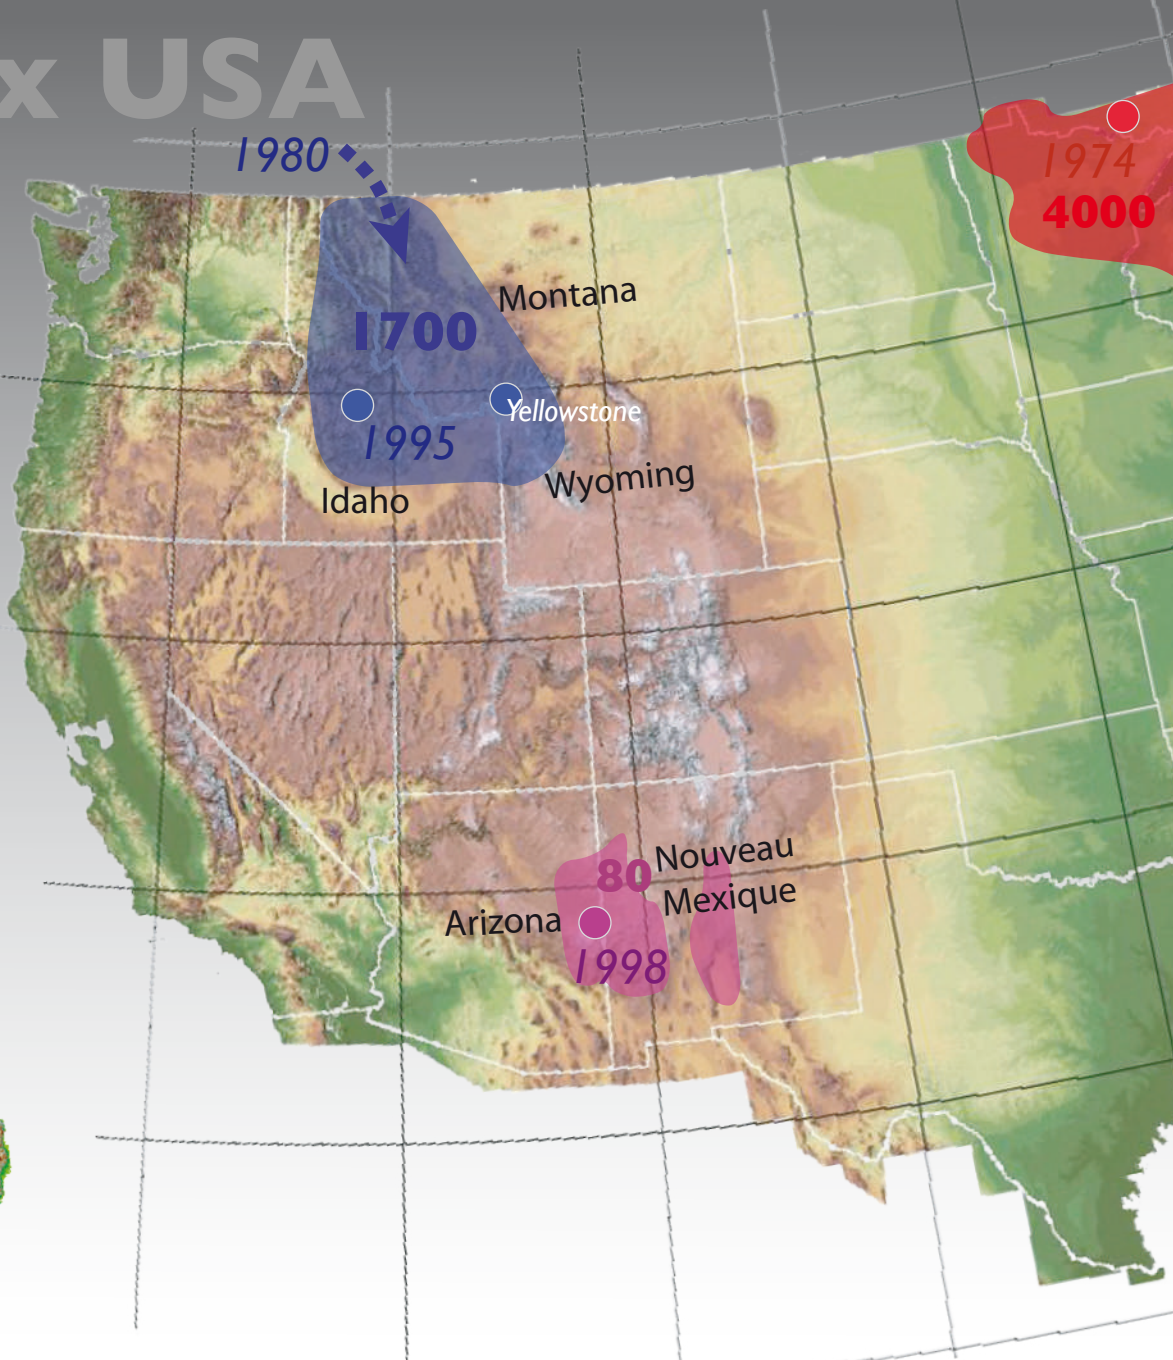 x USA
1980
1974
4000
Montana
1700
Yellowstone
1995
Wyoming
Idaho
Nouveau
80
Mexique
Arizona
1998